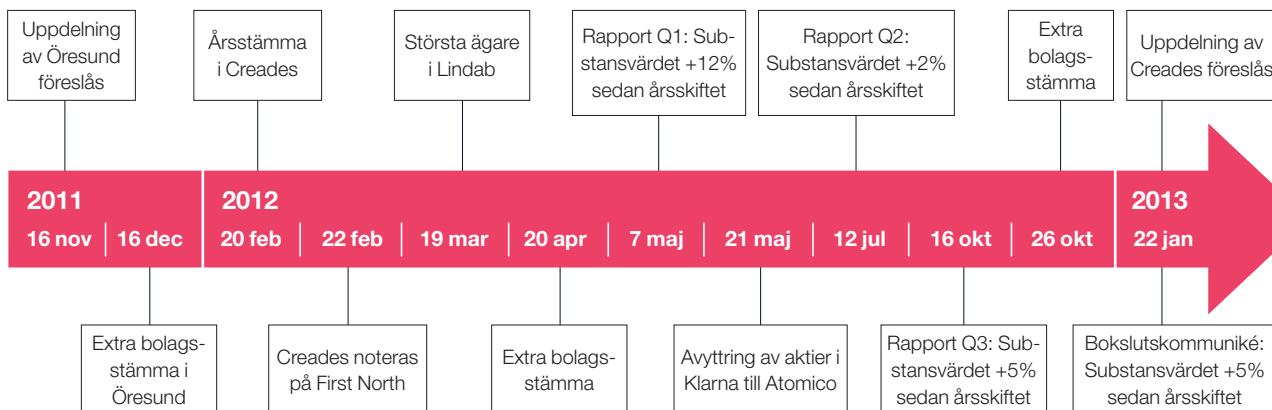 Uppdelning
av Öresund
föreslås
Årsstämma
i Creades
Största ägare
i Lindab
Rapport Q1: Sub-
stansvärdet +12%
sedan årsskiftet
Rapport Q2:
Substansvärdet +2%
sedan årsskiftet
Extra
bolags-
stämma
Uppdelning av
Creades föreslås
2011
2012
2013
16 nov
16 dec
20 feb
22 feb
19 mar
20 apr
7 maj
21 maj
12 jul
16 okt
26 okt
22 jan
Extra bolags-
stämma i
Öresund
Creades noteras
på First North
Extra bolags-
stämma
Avyttring av aktier i
Klarna till Atomico
Rapport Q3: Sub-
stansvärdet +5%
sedan årsskiftet
Bokslutskommuniké:
Substansvärdet +5%
sedan årsskiftet